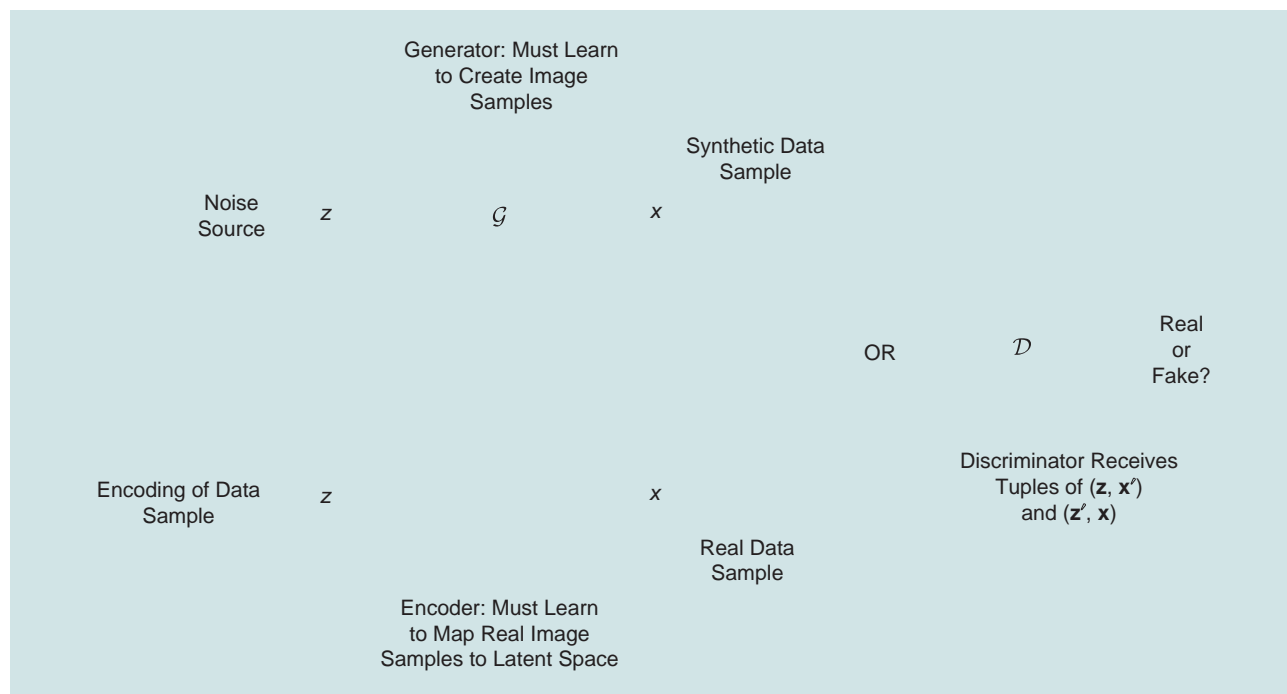 Generator: Must Learn
to Create Image
Samples
Synthetic Data
Sample
Noise
Source
z
𝒢
x
OR
𝒟
Real
or
Fake?
Encoding of Data
Sample
z
x
Discriminator Receives
Tuples of (z, x′)
and (z′, x)
Real Data
Sample
Encoder: Must Learn
to Map Real Image
Samples to Latent Space